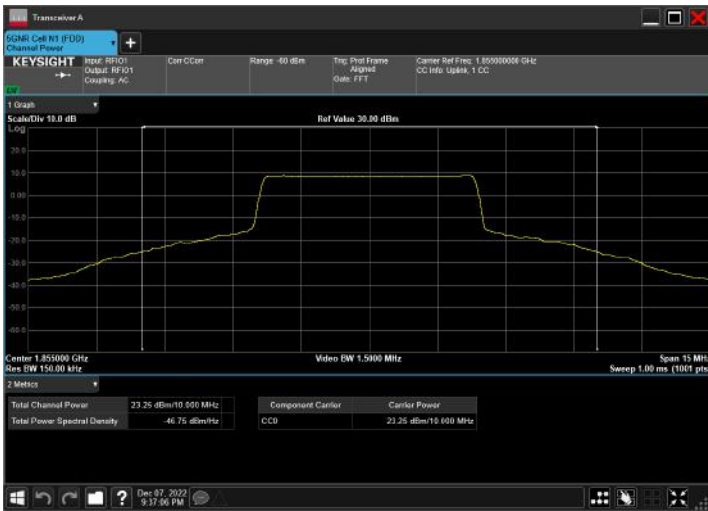 Transceiver A
5GNR Cell N1 (FDD)
Channel Power
KEYSIGHT
Input: RFIO1
Output: RFIO1
Coupling: AC
Corr CCorr
Range -60 dBm
Trig: Prot Frame
Aligned
Gate: FFT
Carrier Ref Freq: 1.855000000 GHz
CC Info: Uplink, 1 CC
1 Graph
Scale/Div 10.0 dB
Ref Value 30.00 dBm
Log
20.0
10.0
0.00
-10.0
-20.0
-30.0
-40.0
-50.0
-60.0
Center 1.855000 GHz
Video BW 1.5000 MHz
Span 15 MHz
Res BW 150.00 kHz
Sweep 1.00 ms (1001 pts
2 Metrics
Total Channel Power 23.25 dBm/10.000 MHz
Total Power Spectral Density -46.75 dBm/Hz
Component Carrier Carrier Power
CC0 23.25 dBm/10.000 MHz
?
Dec 07, 2022
9:37:06 PM